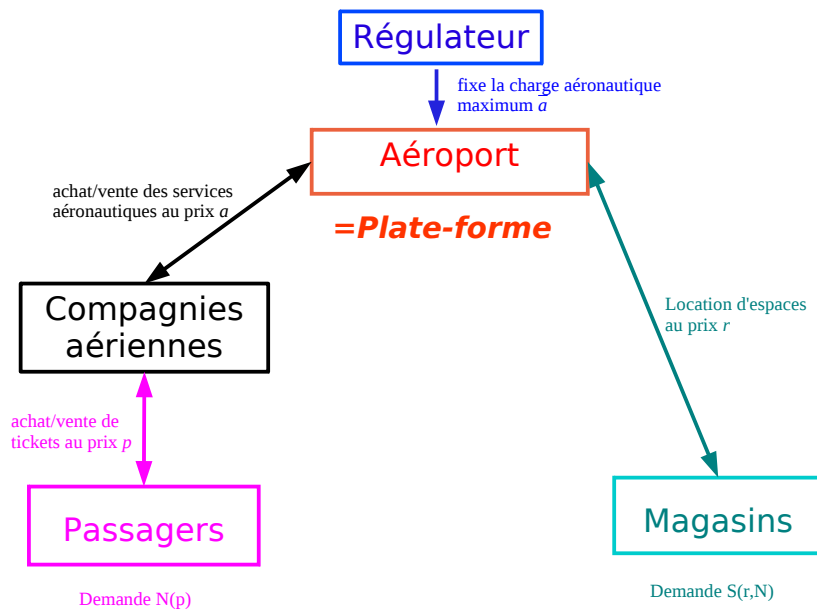 Régulateur
fixe la charge aéronautique
maximum a̅
Aéroport
=Plate-forme
achat/vente des services
aéronautiques au prix a
Compagnies
aériennes
Location d'espaces
au prix r
achat/vente de
tickets au prix p
Passagers
Magasins
Demande N(p)
Demande S(r,N)